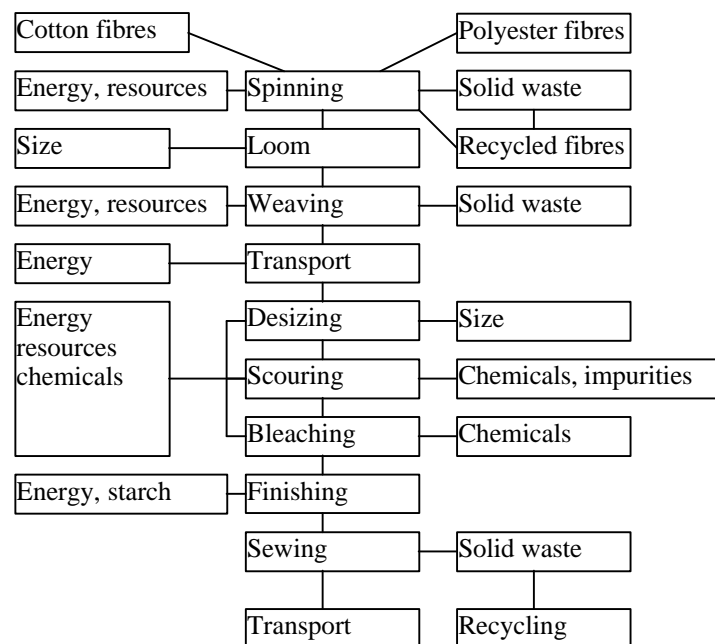 Cotton fibres
Polyester fibres
Energy, resources
Spinning
Solid waste
Size
Loom
Recycled fibres
Energy, resources
Weaving
Solid waste
Energy
Transport
Energy
resources
chemicals
Desizing
Size
Scouring
Chemicals, impurities
Bleaching
Chemicals
Energy, starch
Finishing
Sewing
Solid waste
Transport
Recycling